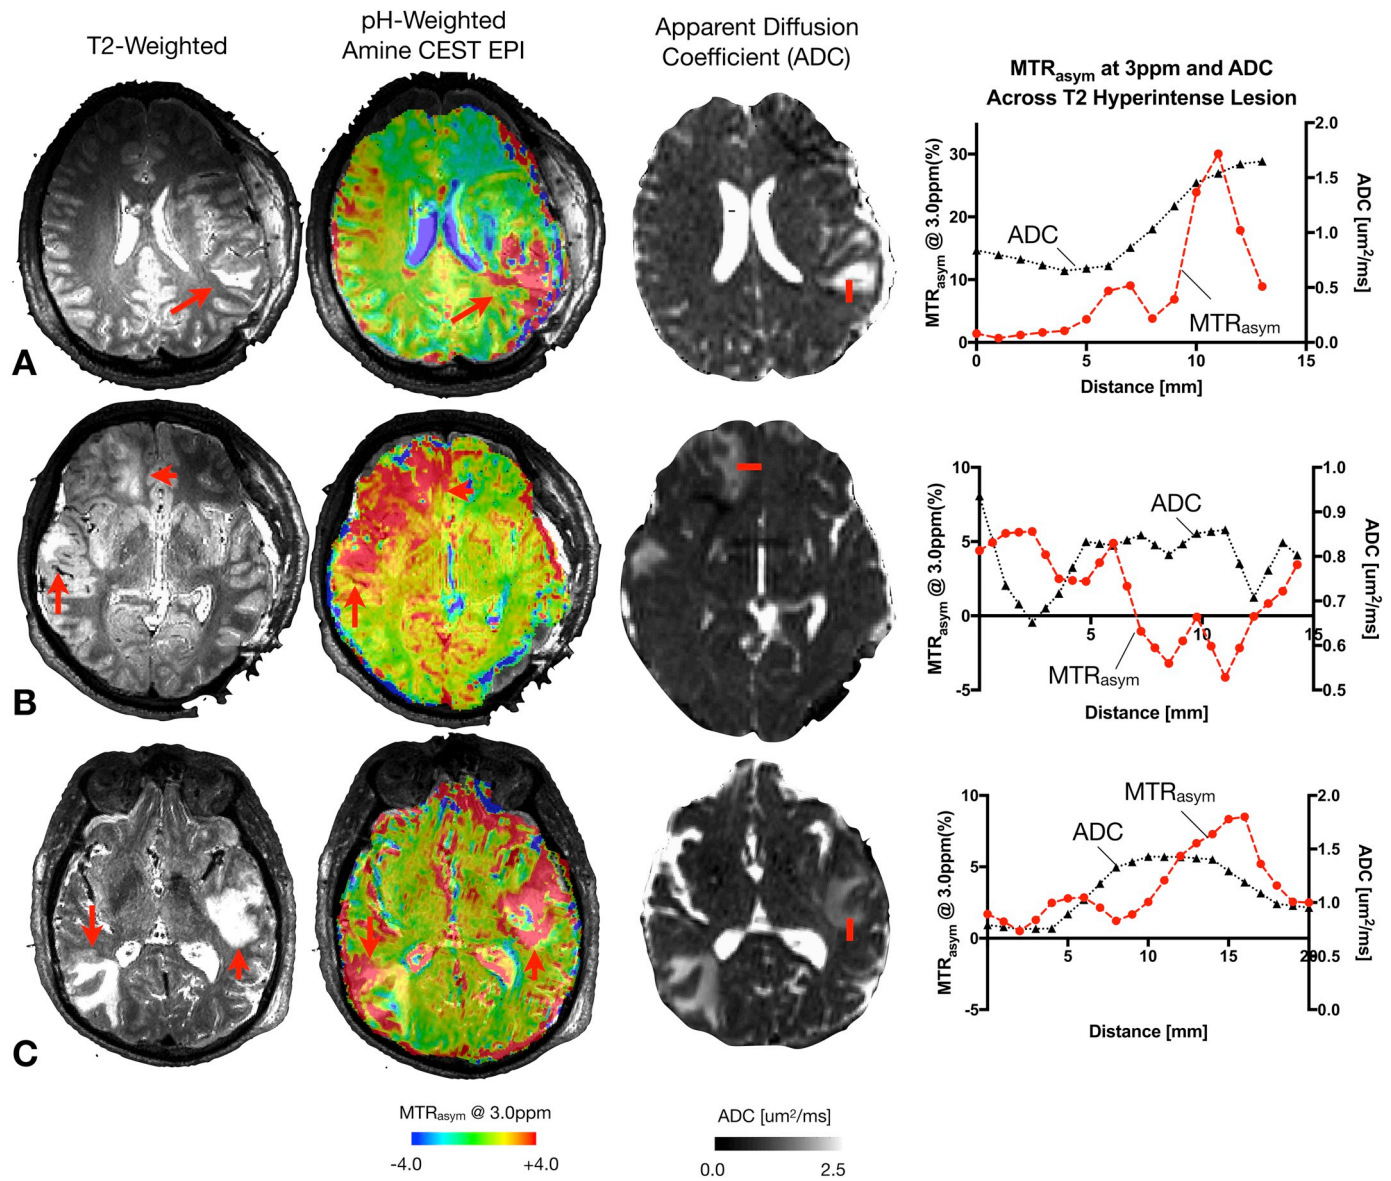 T2-Weighted
pH-Weighted
Amine CEST EPI
Apparent Diffusion
Coefficient (ADC)
MTRasym at 3ppm and ADC
Across T2 Hyperintense Lesion
A
MTRasym @ 3.0ppm(%)
30
20
10
0
ADC
MTRasym
2.0
1.5
1.0
0.5
0.0
ADC [um²/ms]
0 5 10 15
Distance [mm]
B
MTRasym @ 3.0ppm(%)
10
5
0
-5
ADC
MTRasym
1.0
0.9
0.8
0.7
0.6
0.5
ADC [um²/ms]
5 10 15
Distance [mm]
C
MTRasym @ 3.0ppm(%)
10
5
0
-5
MTRasym
ADC
2.0
1.5
1.0
0.5
0.0
ADC [um²/ms]
5 10 15 20
Distance [mm]
MTRasym @ 3.0ppm
-4.0 +4.0
ADC [um²/ms]
0.0 2.5